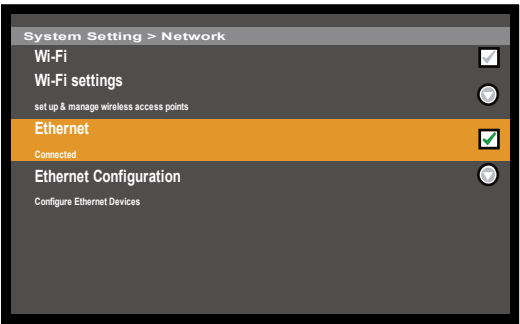 System Setting > Network
Wi-Fi
Wi-Fi settings
set up & manage wireless access points
Ethernet
Connected
Ethernet Configuration
Configure Ethernet Devices